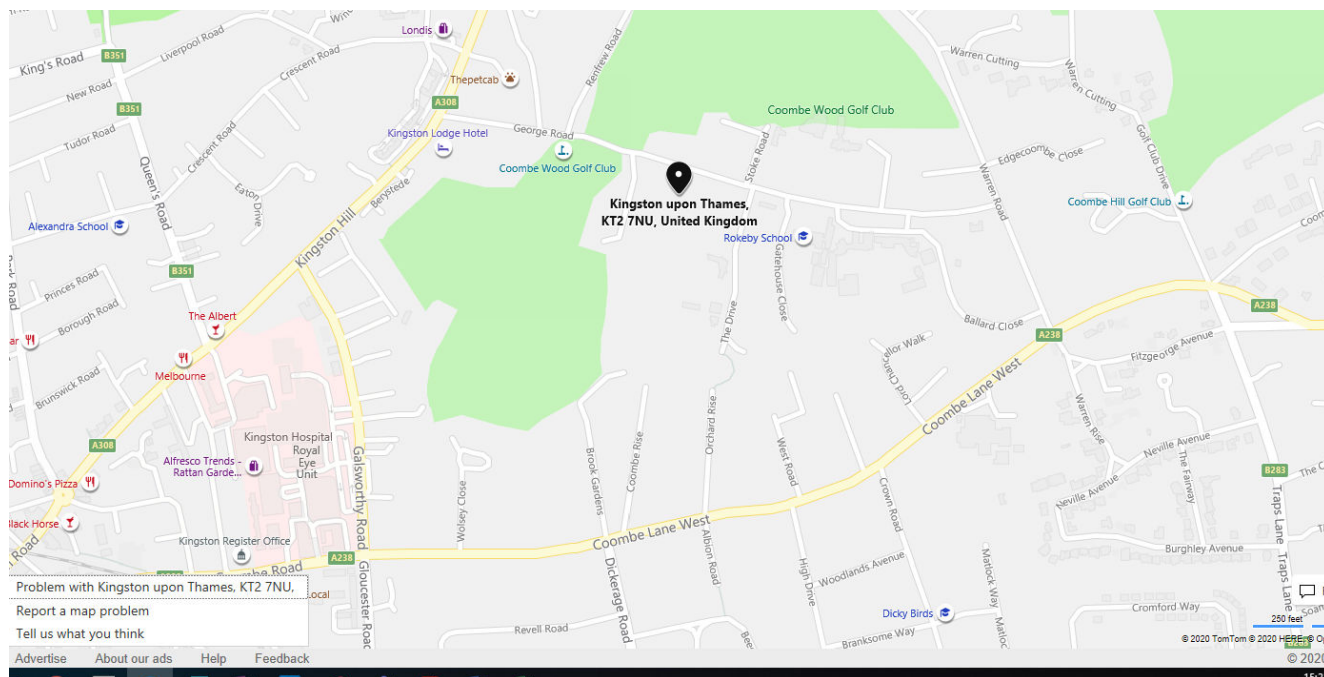 Londis
Liverpool Road
B351
King's Road
Crescent Road
Renfrew Road
Warren Cutting
Thepetcab
New Road
B351
A308
Warren Cutting
Coombe Wood Golf Club
Tudor Road
Crescent Road
Kingston Lodge Hotel
George Road
Golf Club Drive
Coombe Wood Golf Club
Stoke Road
Edgecoombe Close
Queen's Road
Eaton Drive
Berystede
Warren Road
Kingston upon Thames,
KT2 7NU, United Kingdom
Coombe Hill Golf Club
Alexandra School
Kingston Hill
Rokeby School
Gatehouse Close
B351
Park Road
Princes Road
Borough Road
The Albert
The Drive
Ballard Close
A238
A238
Lord Chancellor Walk
Fitzgeorge Avenue
Melbourne
Brunswick Road
Coombe Lane West
Orchard Rise
Warren Rise
A308
Kingston Hospital
Royal
Eye
Unit
Galsworthy Road
Brook Gardens
Coombe Rise
West Road
Neville Avenue
The Fairway
Alfresco Trends -
Rattan Garde...
B283
Domino's Pizza
Wolsey Close
Crown Road
Neville Avenue
Traps Lane
Black Horse
Coombe Lane West
Kingston Register Office
Albion Road
Burghley Avenue
A238
Gloucester Road
Dickerage Road
High Drive
Woodlands Avenue
Matlock Way
Traps Lane
Problem with Kingston upon Thames, KT2 7NU,
Report a map problem
Tell us what you think
Revell Road
Dicky Birds
Branksome Way
Cromford Way
250 feet
© 2020 TomTom © 2020 HERE, ©
Advertise About our ads Help Feedback
© 2020